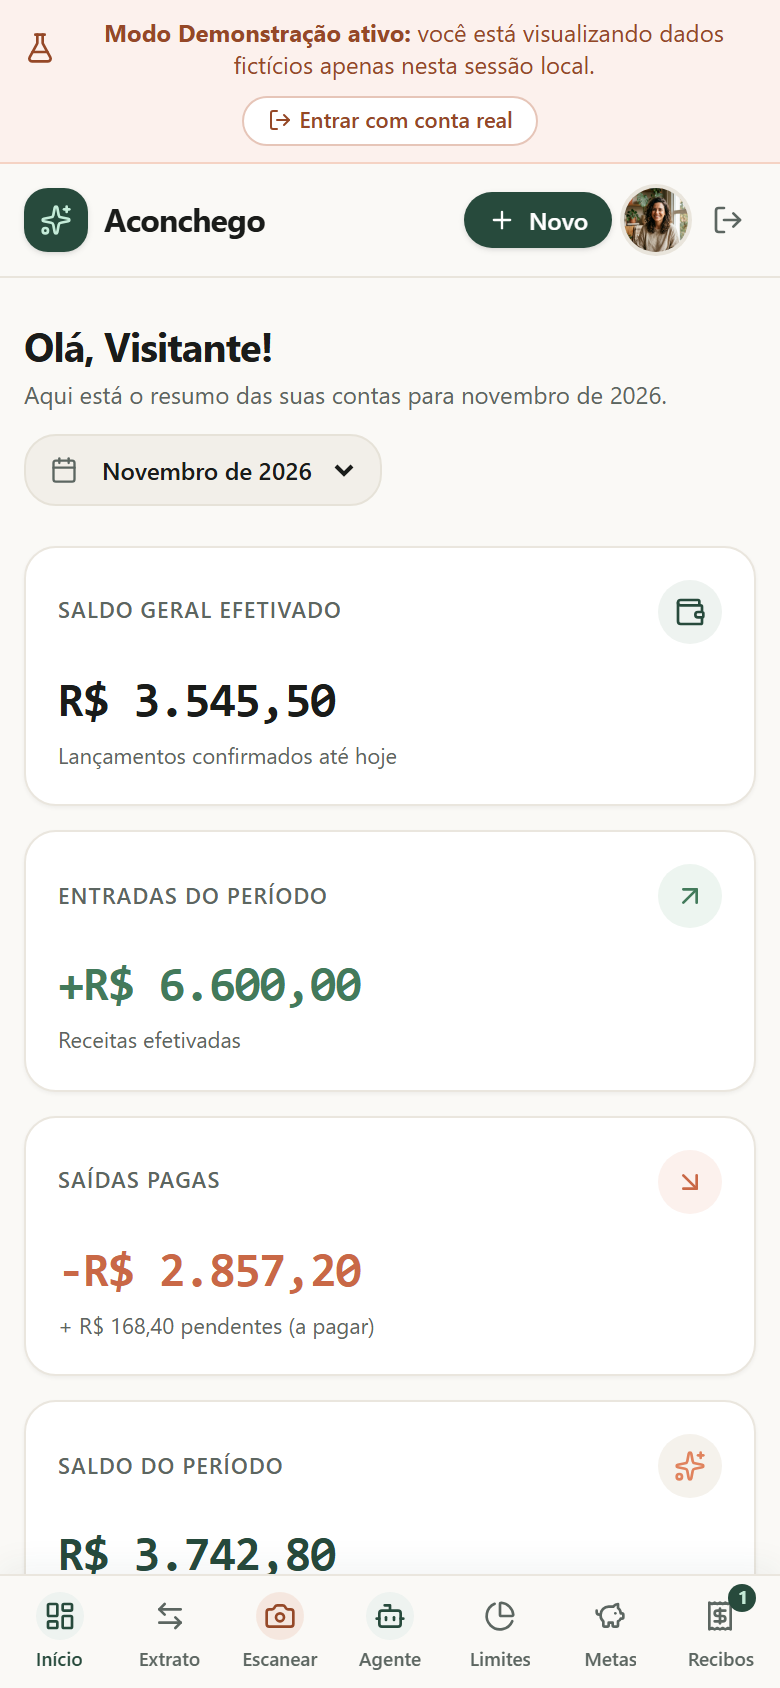 Modo Demonstração ativo: você está visualizando dados
fictícios apenas nesta sessão local.
Entrar com conta real
Aconchego
Novo
Olá, Visitante!
Aqui está o resumo das suas contas para novembro de 2026.
Novembro de 2026
SALDO GERAL EFETIVADO
R$ 3.545,50
Lançamentos confirmados até hoje
ENTRADAS DO PERÍODO
+R$ 6.600,00
Receitas efetivadas
SAÍDAS PAGAS
-R$ 2.857,20
+ R$ 168,40 pendentes (a pagar)
SALDO DO PERÍODO
R$ 3.742,80
1
Início Extrato Escanear Agente Limites Metas Recibos